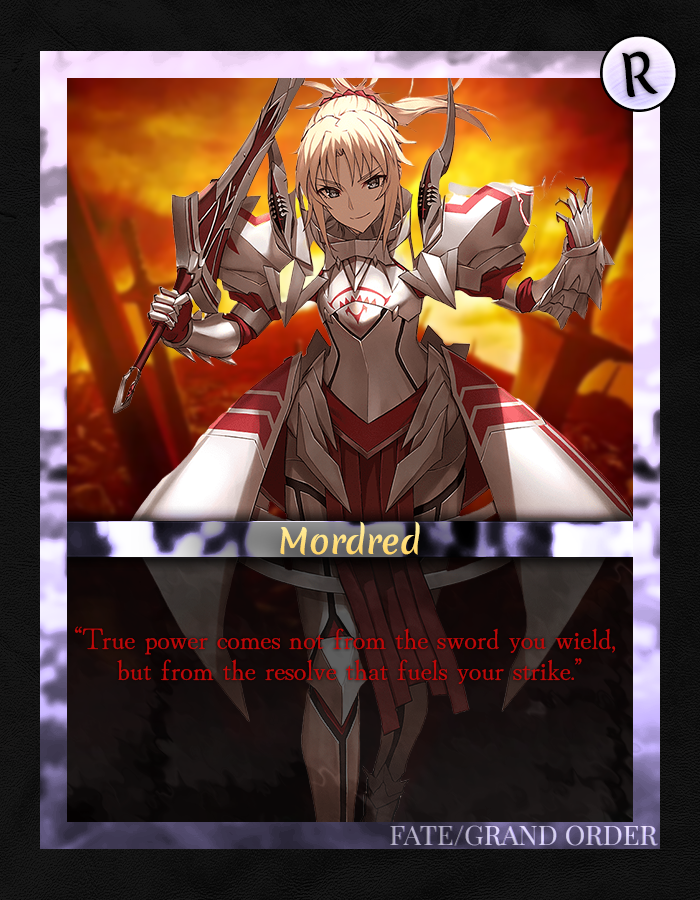 R
Mordred
“True power comes not from the sword you wield,
but from the resolve that fuels your strike.”
FATE/GRAND ORDER